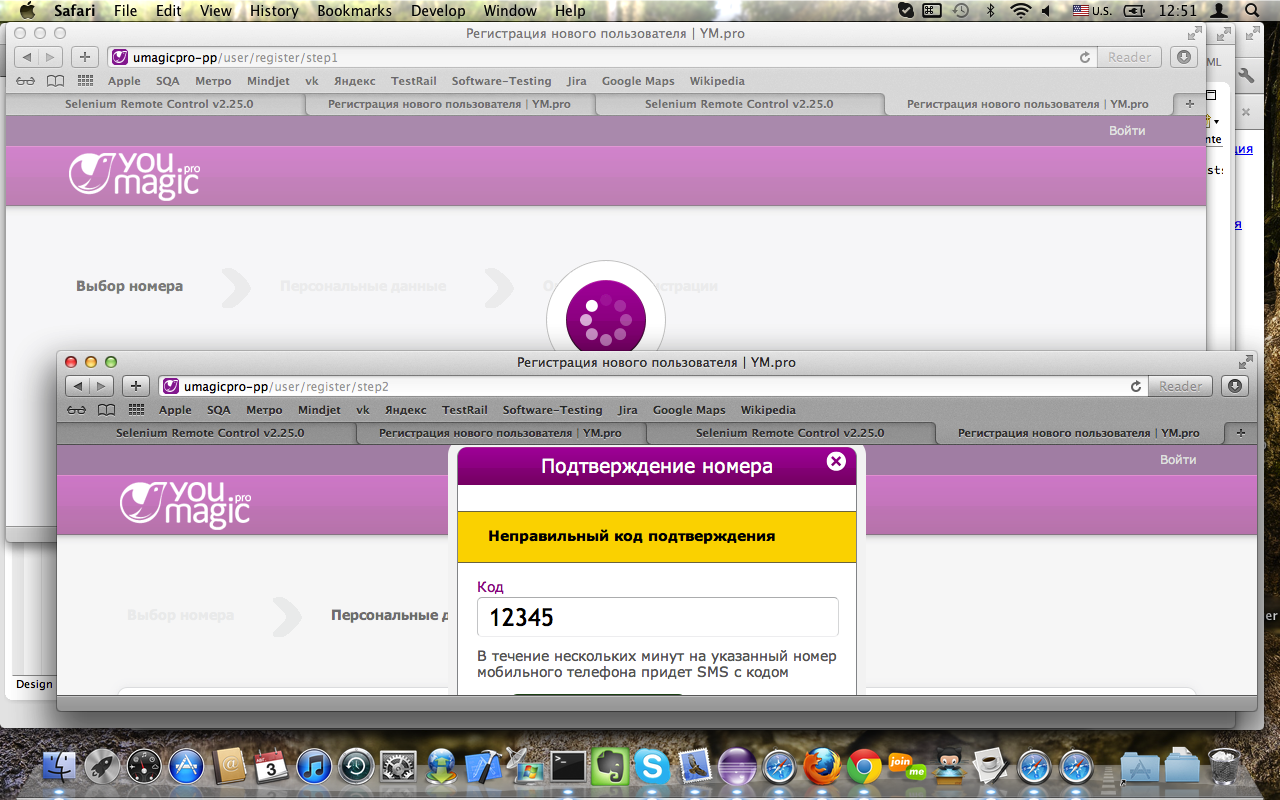 Safari File Edit View History Bookmarks Develop Window Help U.S. 12:51
Регистрация нового пользователя | YM.pro
umagicpro-pp/user/register/step1 Reader
Apple SQA Метро Mindjet vk Яндекс TestRail Software-Testing Jira Google Maps Wikipedia
Selenium Remote Control v2.25.0 Регистрация нового пользователя | YM.pro Selenium Remote Control v2.25.0 Регистрация нового пользователя | YM.pro +
Войти
you
magic.pro
Выбор номера Персональные данные
ML
nte
ция
st:
я
Регистрация нового пользователя | YM.pro
umagicpro-pp/user/register/step2 Reader
Apple SQA Метро Mindjet vk Яндекс TestRail Software-Testing Jira Google Maps Wikipedia
Selenium Remote Control v2.25.0 Регистрация нового пользователя | YM.pro Selenium Remote Control v2.25.0 Регистрация нового пользователя | YM.pro +
Войти
you
magic.pro
Подтверждение номера
Неправильный код подтверждения
Код
12345
В течение нескольких минут на указанный номер
мобильного телефона придет SMS с кодом
Выбор номера Персональные д
er
Design
3
join
me